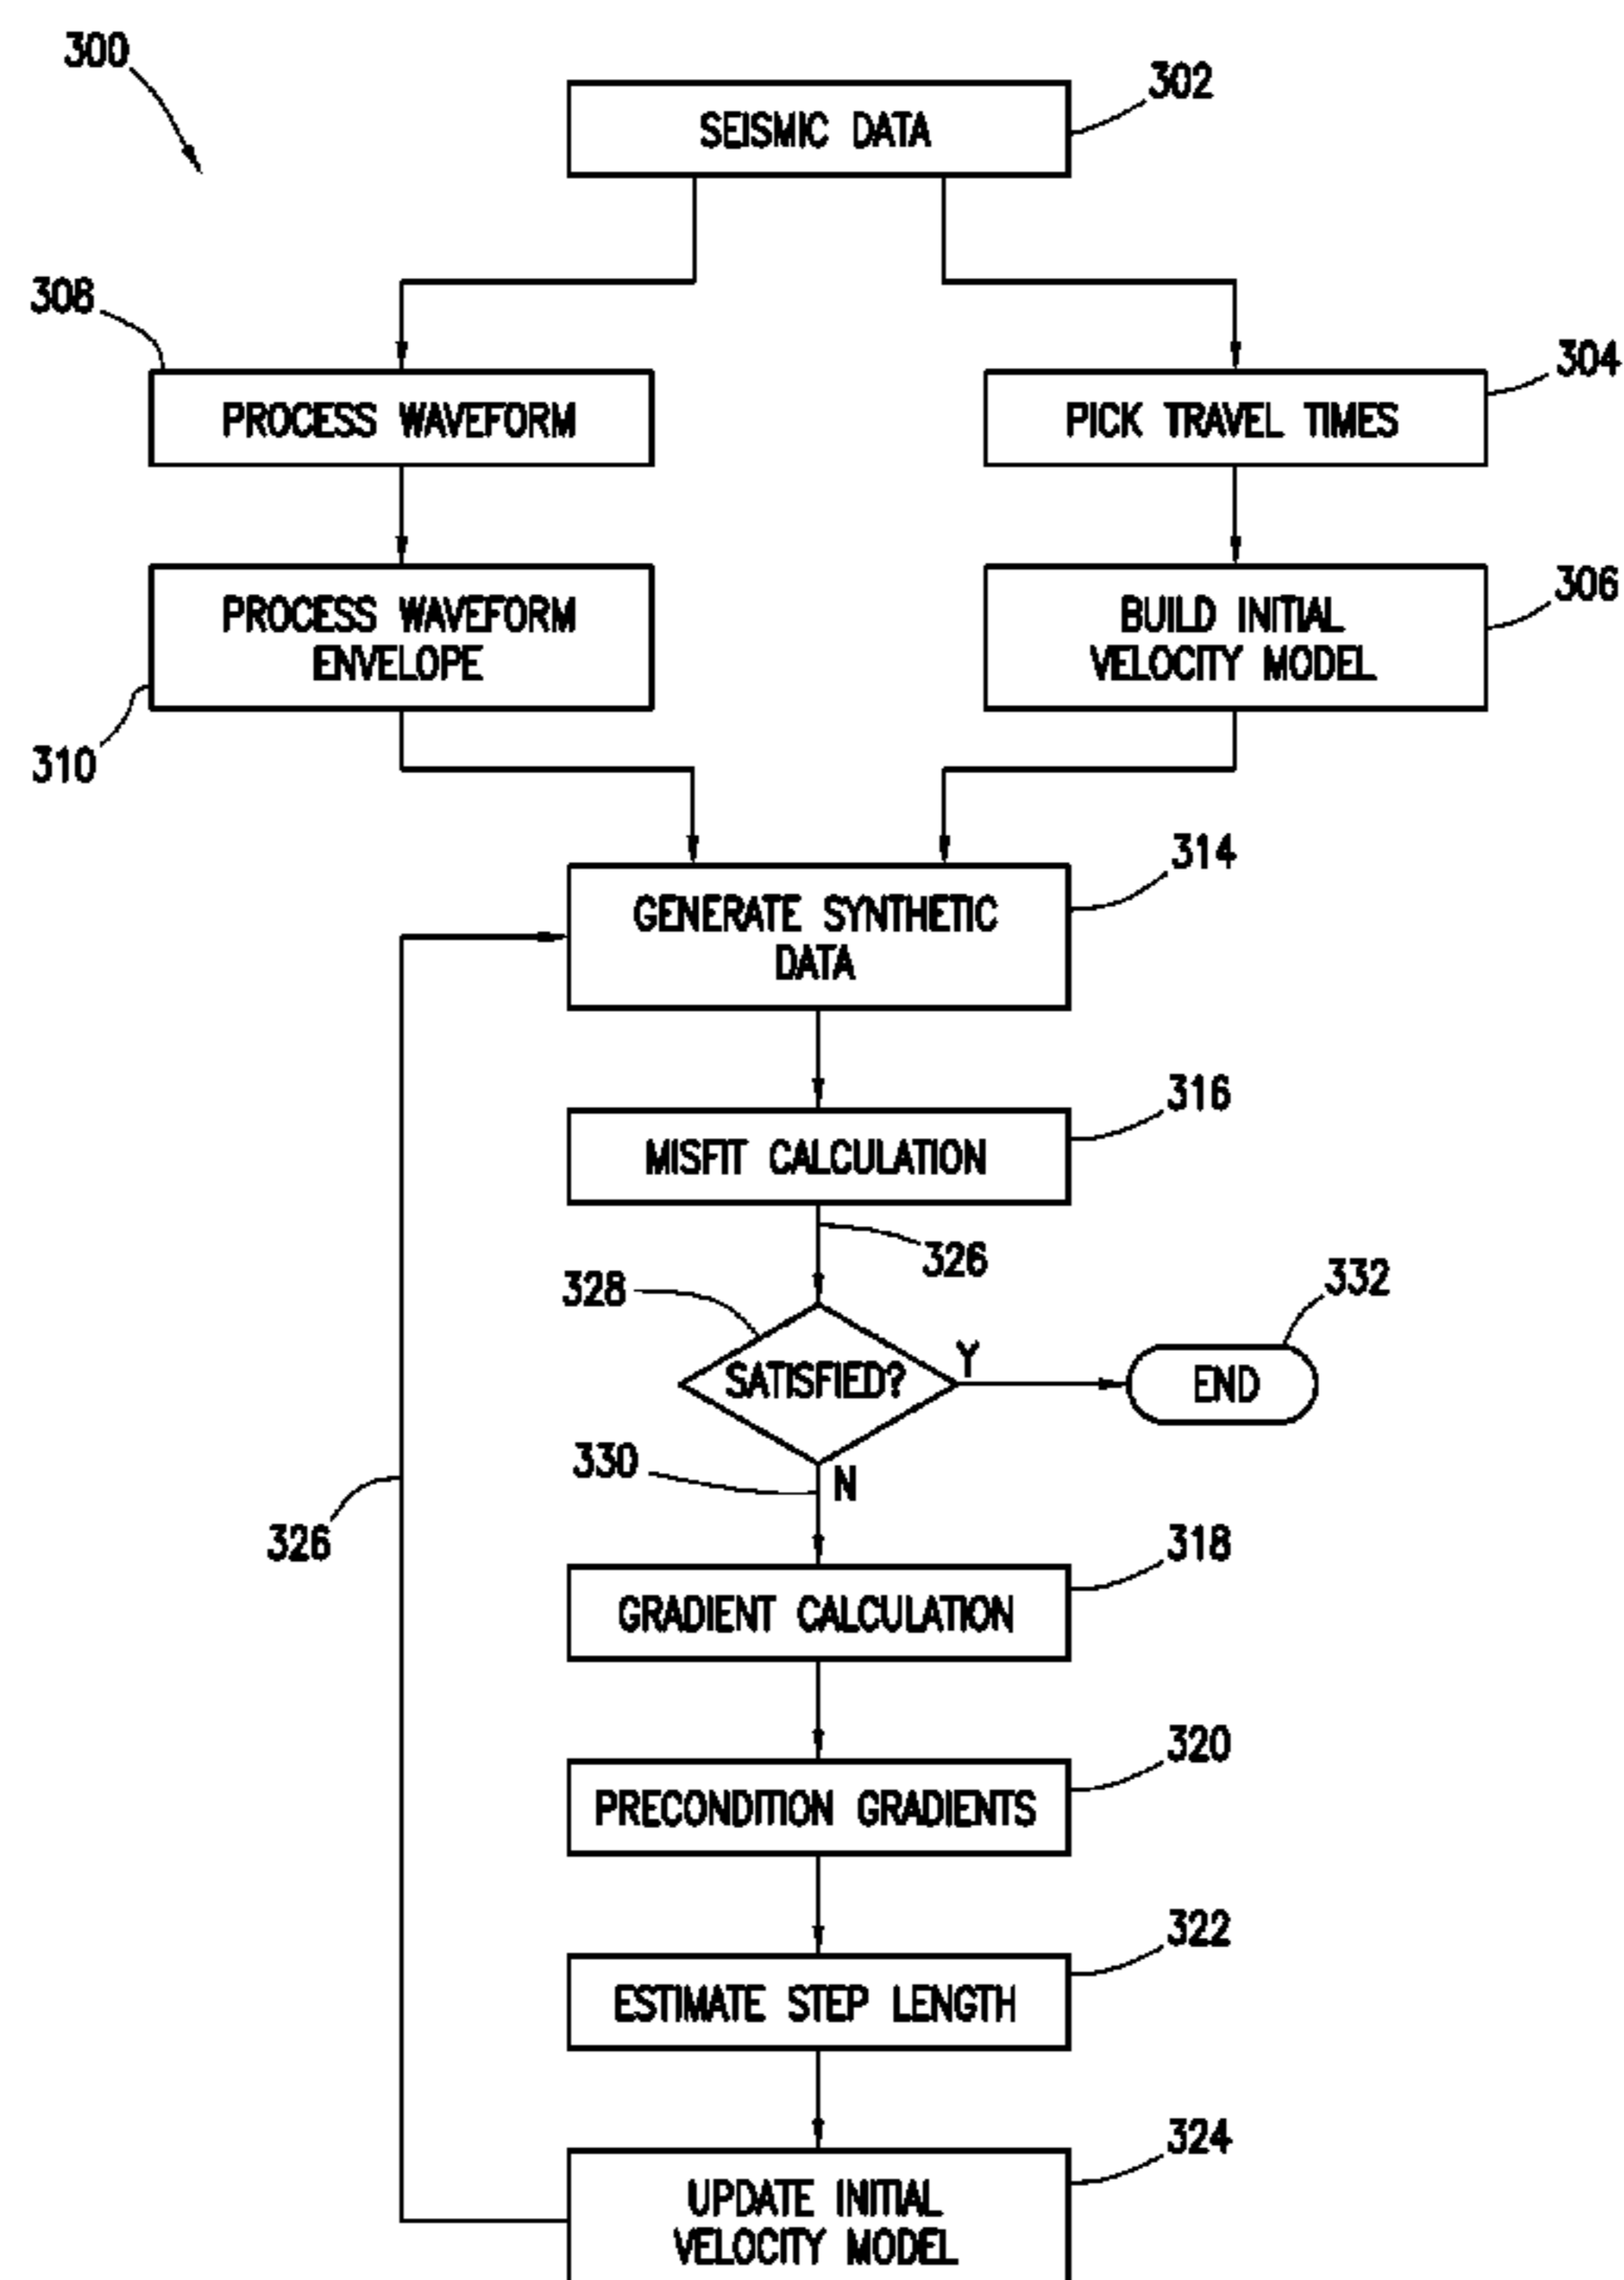 300
302
SEISMIC DATA
308
304
PROCESS WAVEFORM
PICK TRAVEL TIMES
306
PROCESS WAVEFORM
ENVELOPE
BUILD INITIAL
VELOCITY MODEL
310
314
GENERATE SYNTHETIC
DATA
316
MISFIT CALCULATION
326
328
332
SATISFIED?
Y
END
330
N
326
318
GRADIENT CALCULATION
320
PRECONDITION GRADIENTS
322
ESTIMATE STEP LENGTH
324
UPDATE INITIAL
VELOCITY MODEL